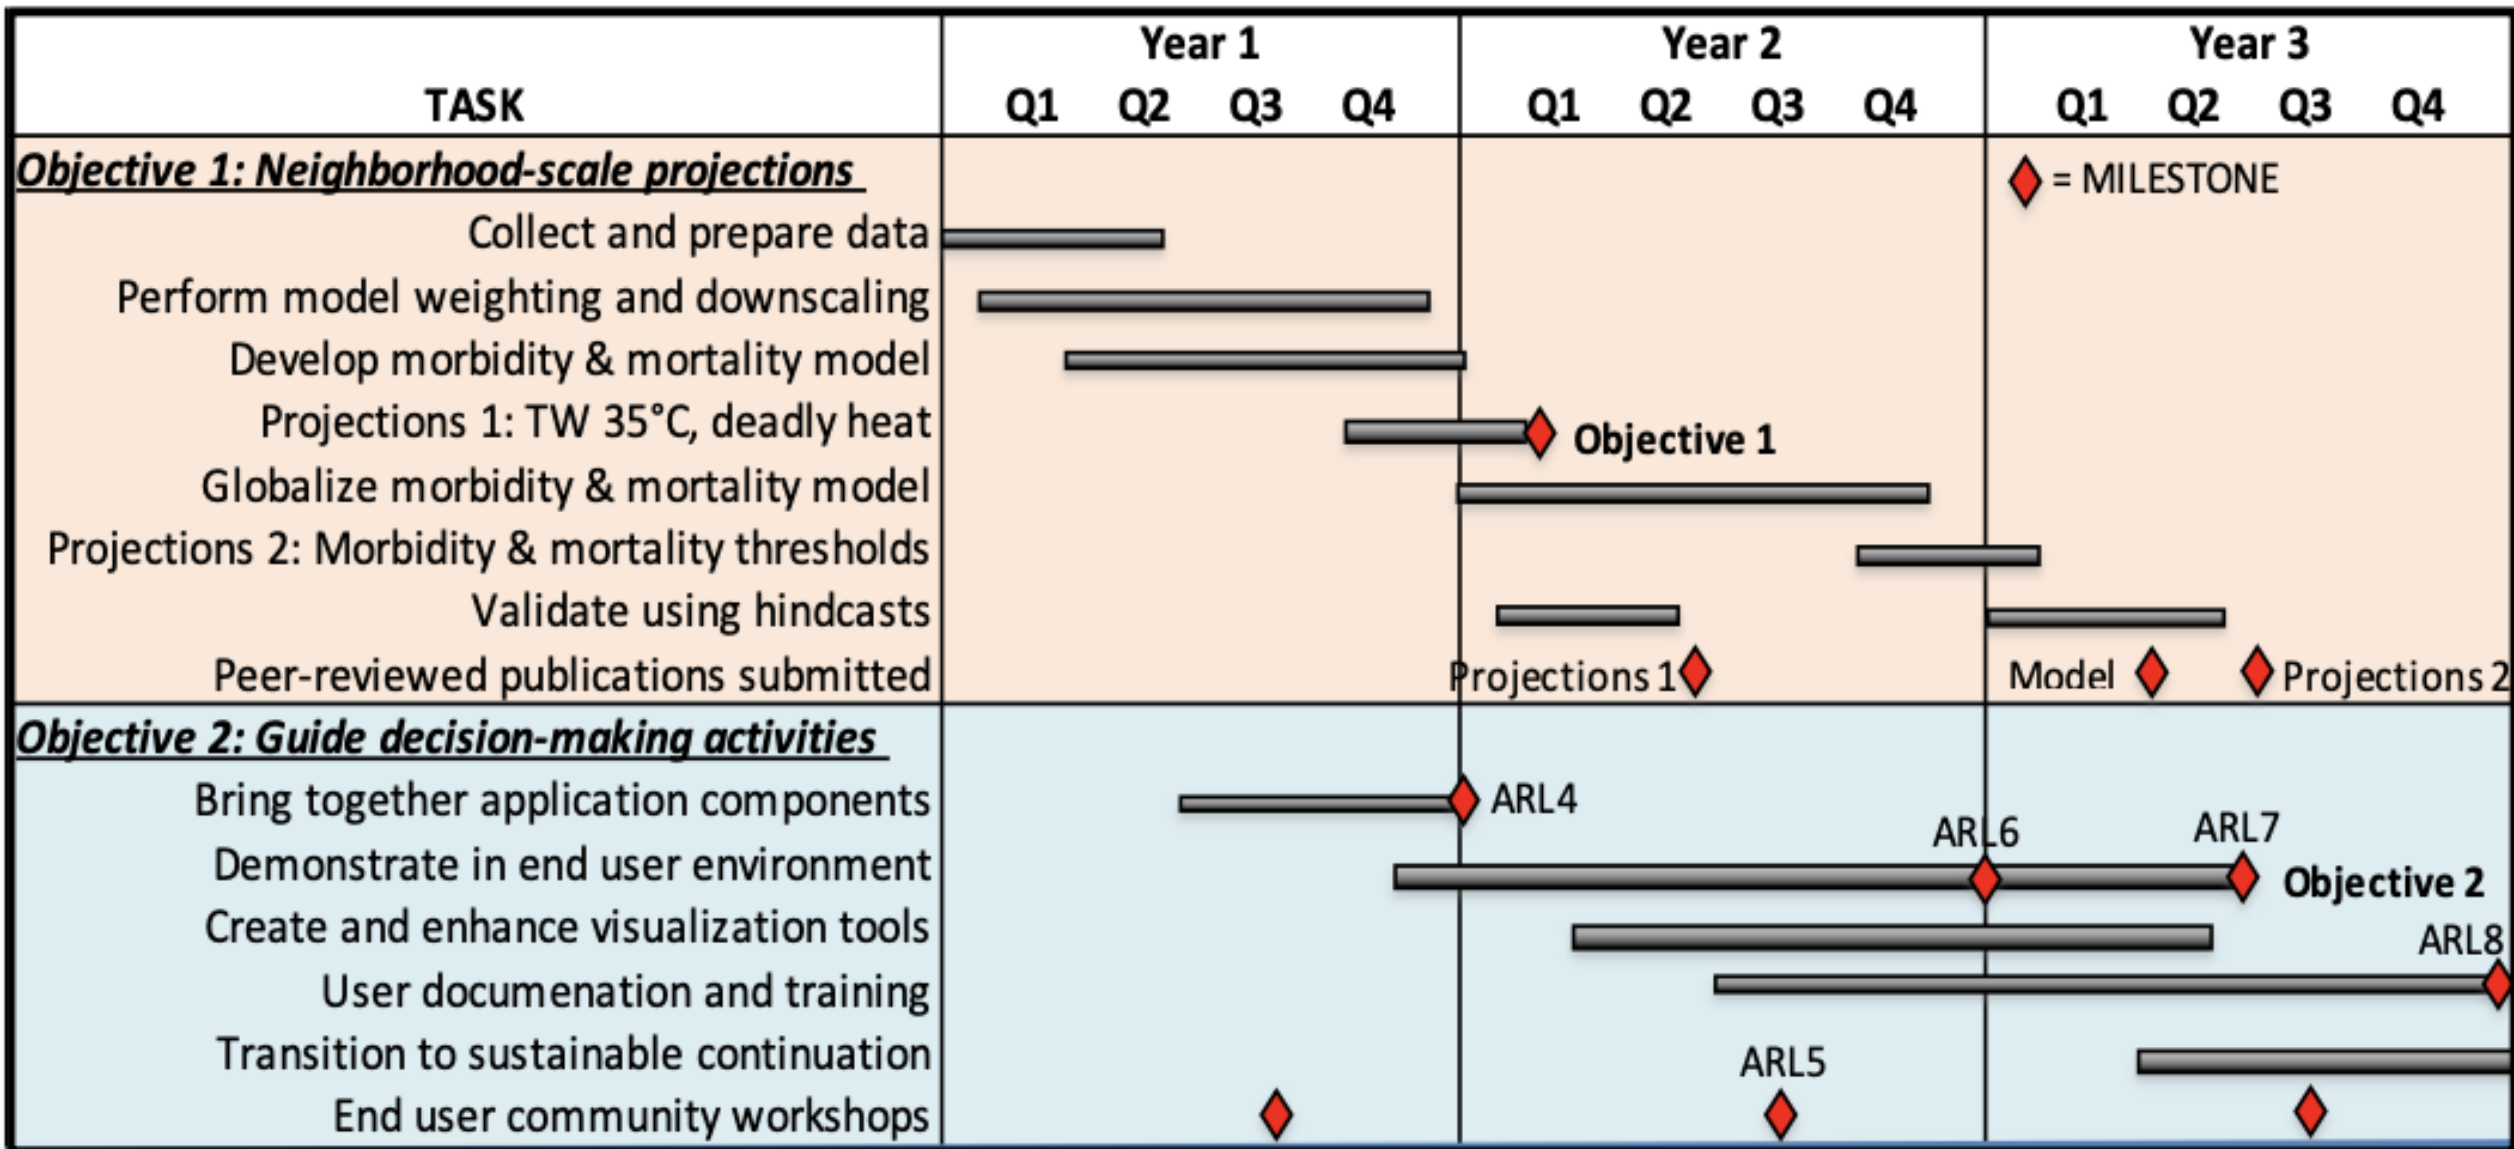 Year 1 Year 2 Year 3
TASK Q1 Q2 Q3 Q4 Q1 Q2 Q3 Q4 Q1 Q2 Q3 Q4
Objective 1: Neighborhood-scale projections = MILESTONE
Collect and prepare data
Perform model weighting and downscaling
Develop morbidity & mortality model
Projections 1: TW 35°C, deadly heat Objective 1
Globalize morbidity & mortality model
Projections 2: Morbidity & mortality thresholds
Validate using hindcasts
Peer-reviewed publications submitted Projections 1 Model Projections 2
Objective 2: Guide decision-making activities
Bring together application components ARL4
ARL6 ARL7
Demonstrate in end user environment Objective 2
Create and enhance visualization tools ARL8
User documenation and training
Transition to sustainable continuation ARL5
End user community workshops